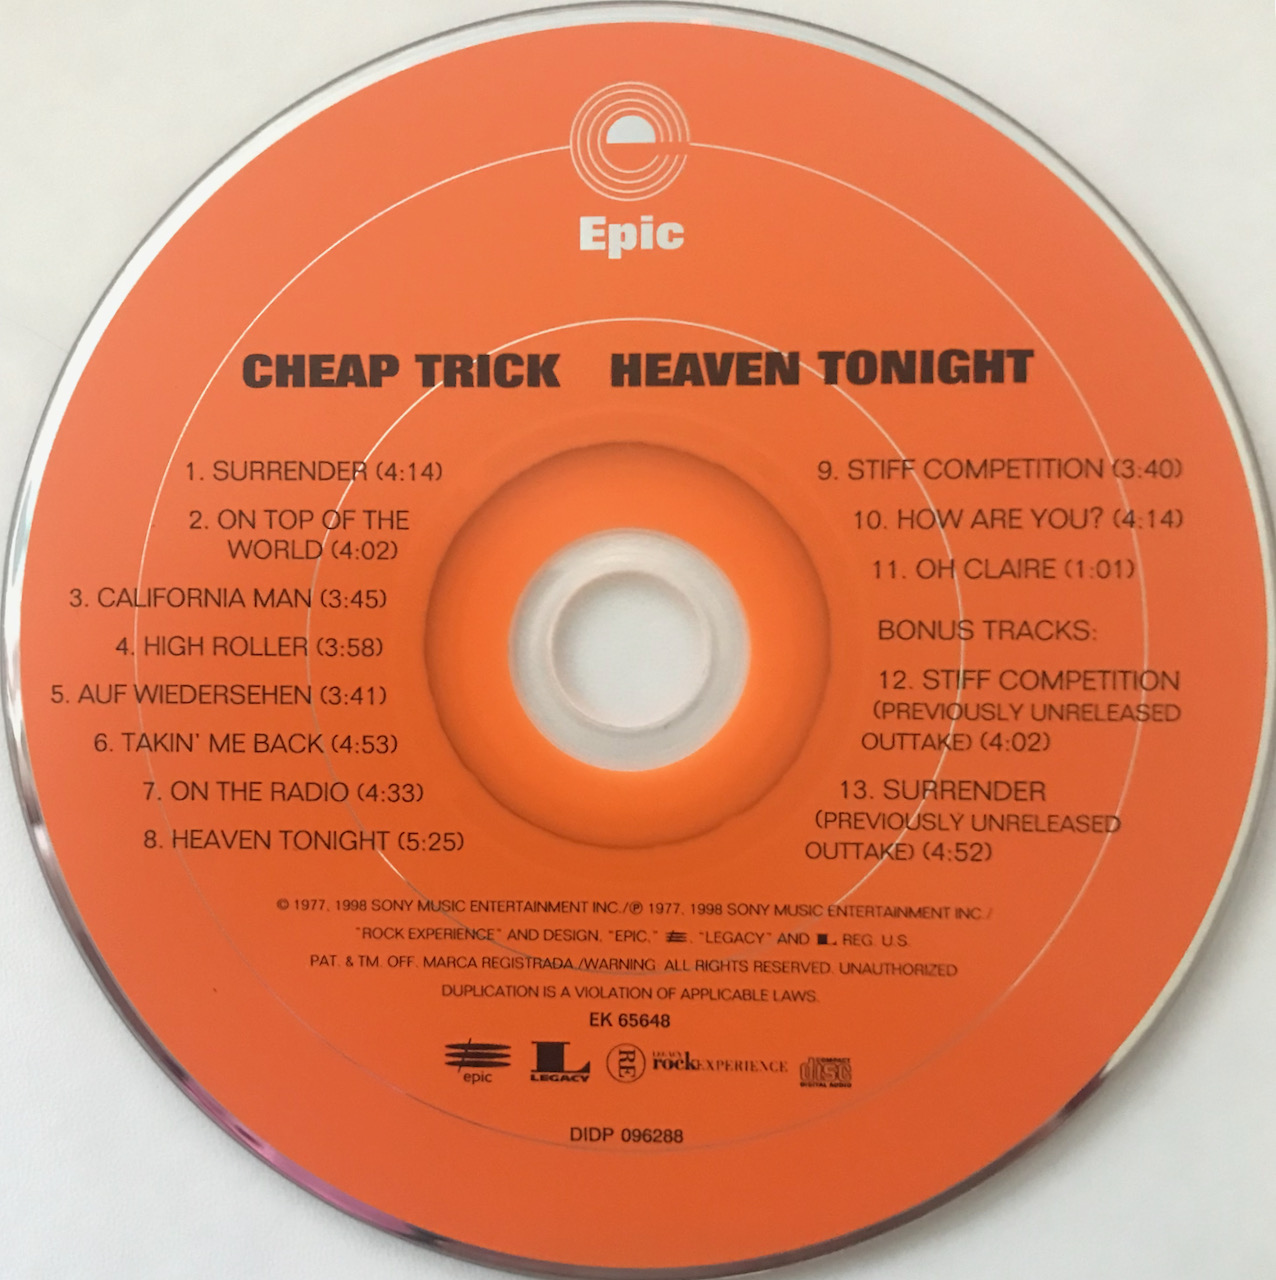 Epic
CHEAP TRICK HEAVEN TONIGHT
1. SURRENDER (4:14)
2. ON TOP OF THE
WORLD (4:02)
3. CALIFORNIA MAN (3:45)
4. HIGH ROLLER (3:58)
5. AUF WIEDERSEHEN (3:41)
6. TAKIN' ME BACK (4:53)
7. ON THE RADIO (4:33)
8. HEAVEN TONIGHT (5:25)
9. STIFF COMPETITION (3:40)
10. HOW ARE YOU? (4:14)
11. OH CLAIRE (1:01)
BONUS TRACKS:
12. STIFF COMPETITION
(PREVIOUSLY UNRELEASED
OUTTAKE) (4:02)
13. SURRENDER
(PREVIOUSLY UNRELEASED
OUTTAKE) (4:52)
© 1977, 1998 SONY MUSIC ENTERTAINMENT INC./℗ 1977, 1998 SONY MUSIC ENTERTAINMENT INC./
"ROCK EXPERIENCE" AND DESIGN, "EPIC," , "LEGACY" AND L, REG. U.S.
PAT. & TM. OFF. MARCA REGISTRADA./WARNING: ALL RIGHTS RESERVED. UNAUTHORIZED
DUPLICATION IS A VIOLATION OF APPLICABLE LAWS.
EK 65648
epic L LEGACY RE LEGACY rockEXPERIENCE COMPACT disc DIGITAL AUDIO
DIDP 096288